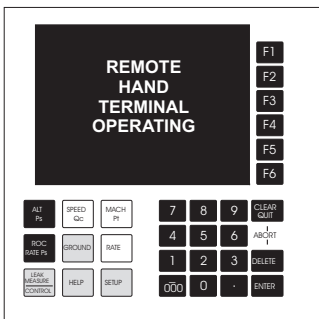 REMOTE
HAND
TERMINAL
OPERATING
F1
F2
F3
F4
F5
F6
ALT
Ps
SPEED
Qc
MACH
Pt
ROC
RATE Ps
GROUND
RATE
LEAK
MEASURE
CONTROL
HELP
SETUP
7 8 9 CLEAR
QUIT
4 5 6 ABORT
1 2 3 DELETE
000 0 . ENTER